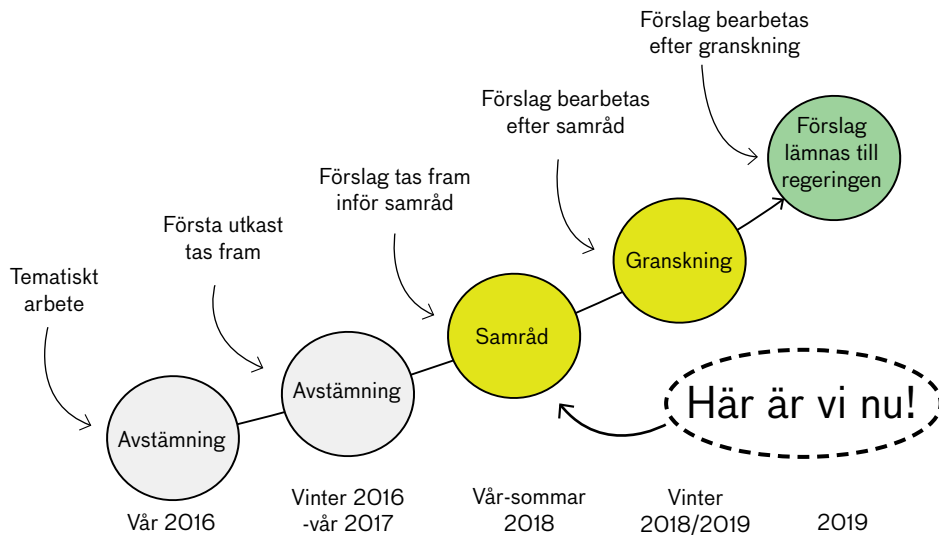 Förslag bearbetas
efter granskning
Förslag bearbetas
efter samråd
Förslag tas fram
inför samråd
Första utkast
tas fram
Tematiskt
arbete
Avstämning
Avstämning
Samråd
Granskning
Förslag
lämnas till
regeringen
Här är vi nu!
Vår 2016
Vinter 2016
-vår 2017
Vår-sommar
2018
Vinter
2018/2019
2019